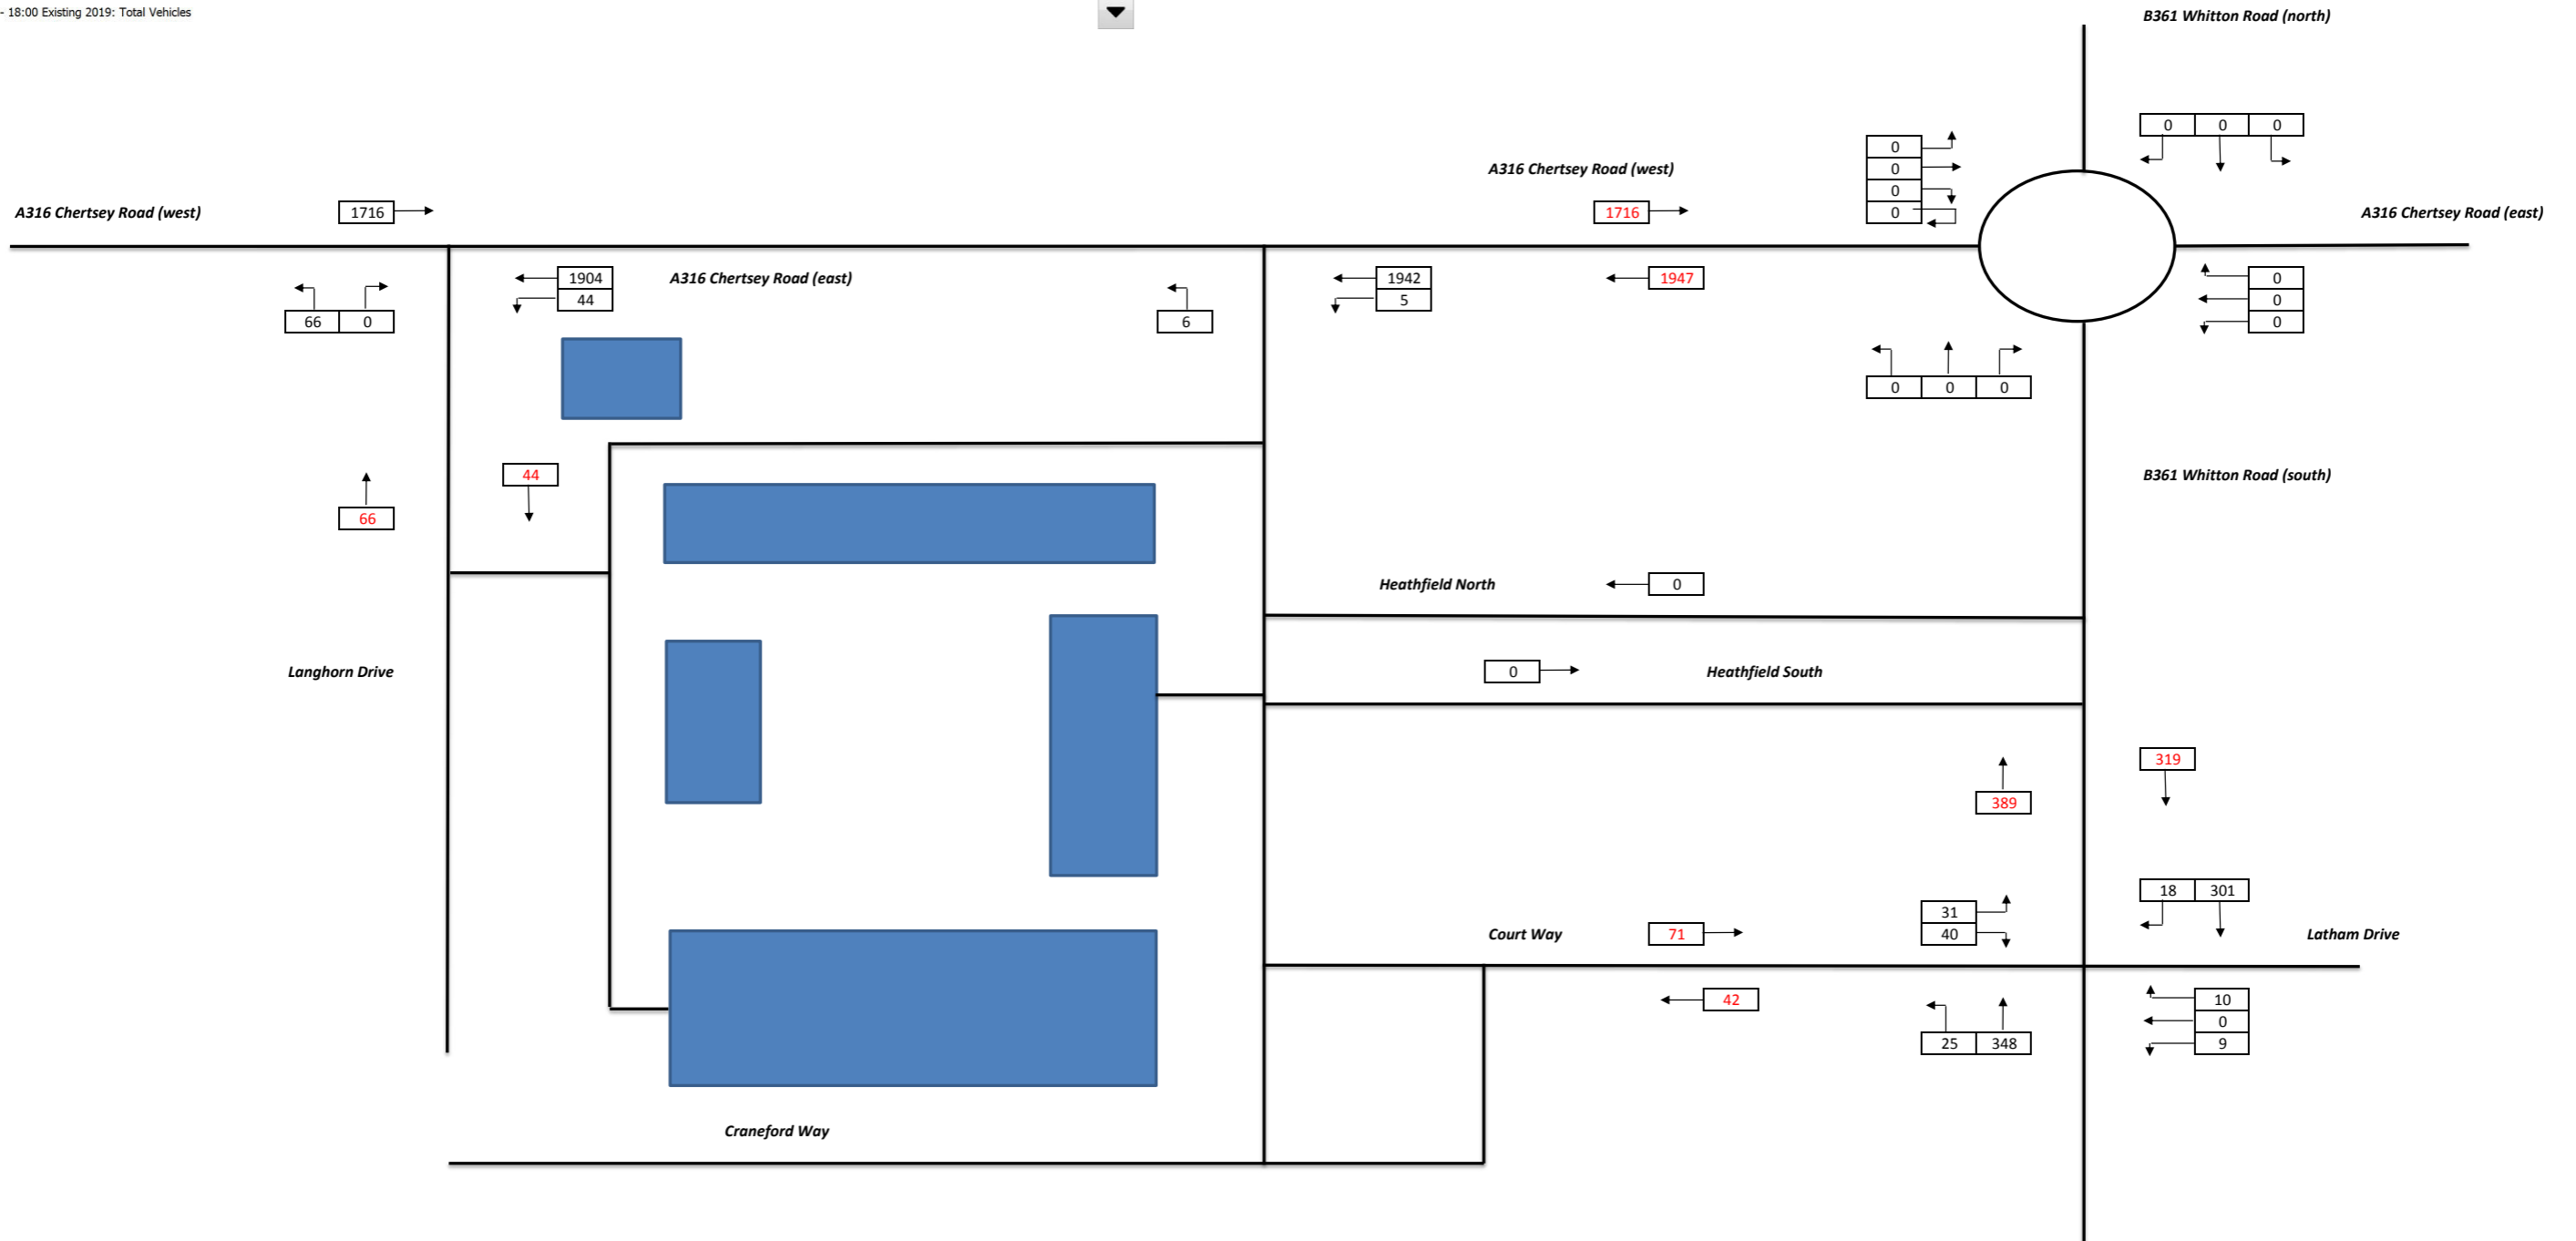 - 18:00 Existing 2019: Total Vehicles
B361 Whitton Road (north)
0 0 0
0
0
0
0
A316 Chertsey Road (west)
A316 Chertsey Road (west)
1716
1716
A316 Chertsey Road (east)
1904
44
A316 Chertsey Road (east)
1942
5
1947
0
0
0
66 0
6
0 0 0
44
B361 Whitton Road (south)
66
Heathfield North
0
Langhorn Drive
0
Heathfield South
319
389
18 301
31
40
Court Way
71
Latham Drive
42
10
0
9
25 348
Craneford Way